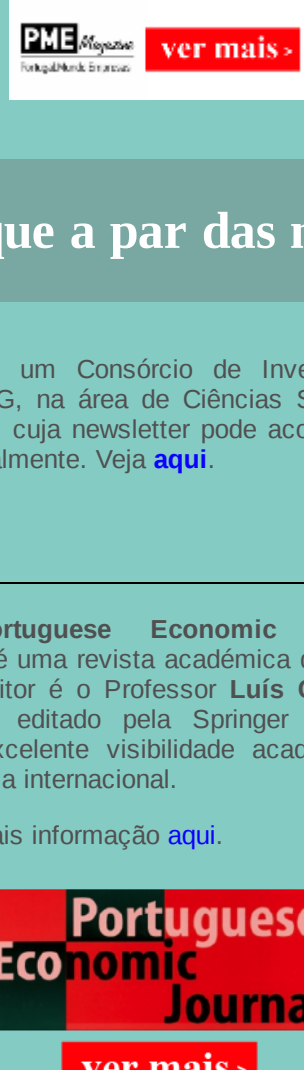 PME Magazine
Portugal.Mundo.Empresas
ver mais >
que a par das n
um Consórcio de Inve
G, na área de Ciências S
cuja newsletter pode aco
lmente. Veja aqui.
ortuguese Economic
é uma revista académica
itor é o Professor Luís
editado pela Springer
xcelente visibilidade acad
a internacional.
ais informação aqui.
Portuguese
Economic
Journa
ver mais >